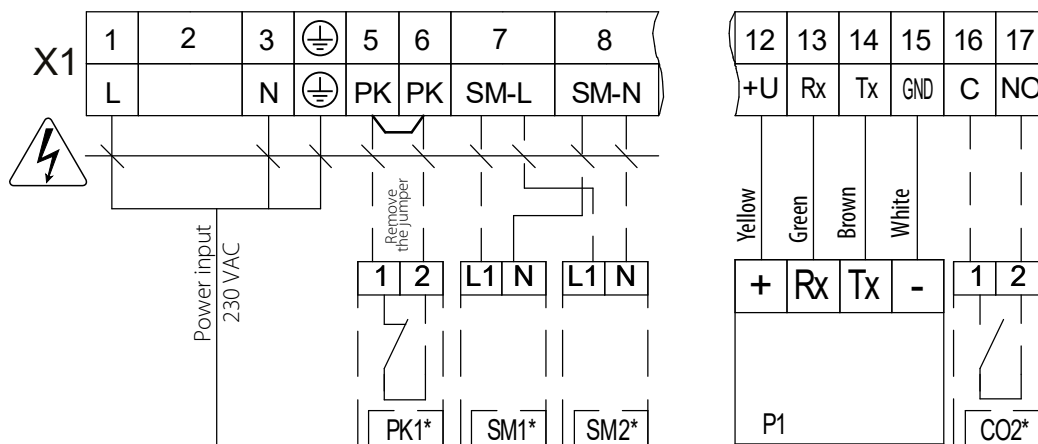 X1
1 2 3 5 6 7 8
L N PK PK SM-L SM-N
12 13 14 15 16 17
+U Rx Tx GND C NO
Power input
230 VAC
Remove
the jumper
Yellow
Green
Brown
White
1 2
L1 N
L1 N
+ Rx Tx -
1 2
PK1*
SM1*
SM2*
P1
CO2*